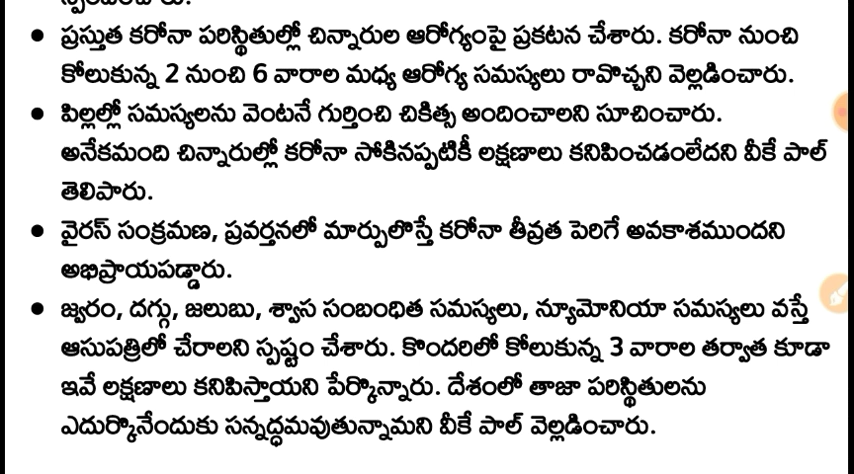 ప్రస్తుత కరోనా పరిస్థితుల్లో చిన్నారుల ఆరోగ్యంపై ప్రకటన చేశారు. కరోనా నుంచి
కోలుకున్న 2 నుంచి 6 వారాల మధ్య ఆరోగ్య సమస్యలు రావొచ్చని వెల్లడించారు.
పిల్లల్లో సమస్యలను వెంటనే గుర్తించి చికిత్స అందించాలని సూచించారు.
అనేకమంది చిన్నారుల్లో కరోనా సోకినప్పటికీ లక్షణాలు కనిపించడంలేదని వీకే పాల్
తెలిపారు.
వైరస్ సంక్రమణ, ప్రవర్తనలో మార్పులొస్తే కరోనా తీవ్రత పెరిగే అవకాశముందని
అభిప్రాయపడ్డారు.
జ్వరం, దగ్గు, జలుబు, శ్వాస సంబంధిత సమస్యలు, న్యూమోనియా సమస్యలు వస్తే
ఆసుపత్రిలో చేరాలని స్పష్టం చేశారు. కొందరిలో కోలుకున్న 3 వారాల తర్వాత కూడా
ఇవే లక్షణాలు కనిపిస్తాయని పేర్కొన్నారు. దేశంలో తాజా పరిస్థితులను
ఎదుర్కొనేందుకు సన్నద్ధమవుతున్నామని వీకే పాల్ వెల్లడించారు.